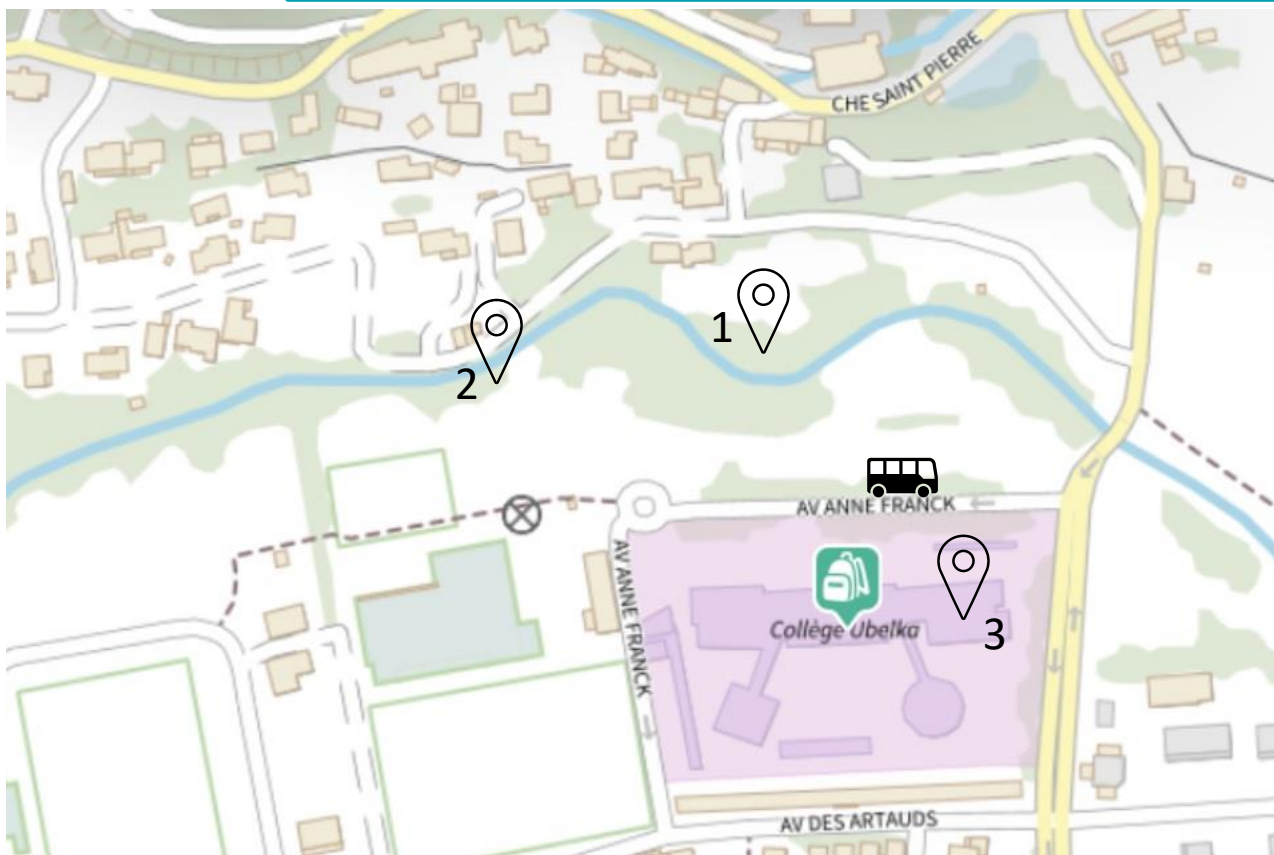 CHE SAINT PIERRE
1
2
AV ANNE FRANCK
AV ANNE FRANCK
Collège Ubelka
3
AV DES ARTAUDS